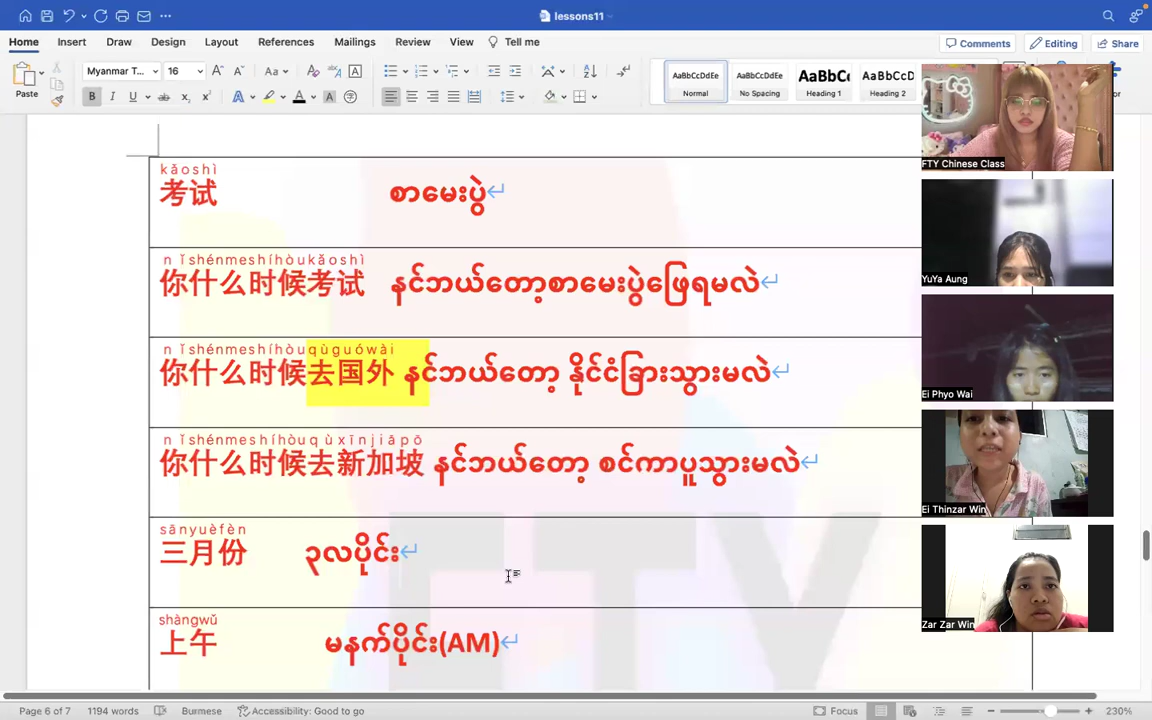 lessons11
Home Insert Draw Design Layout References Mailings Review View Tell me Comments Editing Share
Paste Myanmar T... 16 AaBbCcDdEe Normal AaBbCcDdEe No Spacing AaBbC Heading 1 AaBbCcD Heading 2
kǎoshì
考试 စာမေးပွဲ
nǐshénmeshíhòukǎoshì
你什么时候考试 နင်ဘယ်တော့စာမေးပွဲဖြေရမလဲ
nǐshénmeshíhòuqùguówài
你什么时候去国外 နင်ဘယ်တော့ နိုင်ငံခြားသွားမလဲ
nǐshénmeshíhòuqùxīnjiāpō
你什么时候去新加坡 နင်ဘယ်တော့ စင်ကာပူသွားမလဲ
sānyuèfèn
三月份 ၃လပိုင်း
shàngwǔ
上午 မနက်ပိုင်း(AM)
FTY Chinese Class
YuYa Aung
Ei Phyo Wai
Ei Thinzar Win
Zar Zar Win
Page 6 of 7 1194 words Burmese Accessibility: Good to go Focus 230%